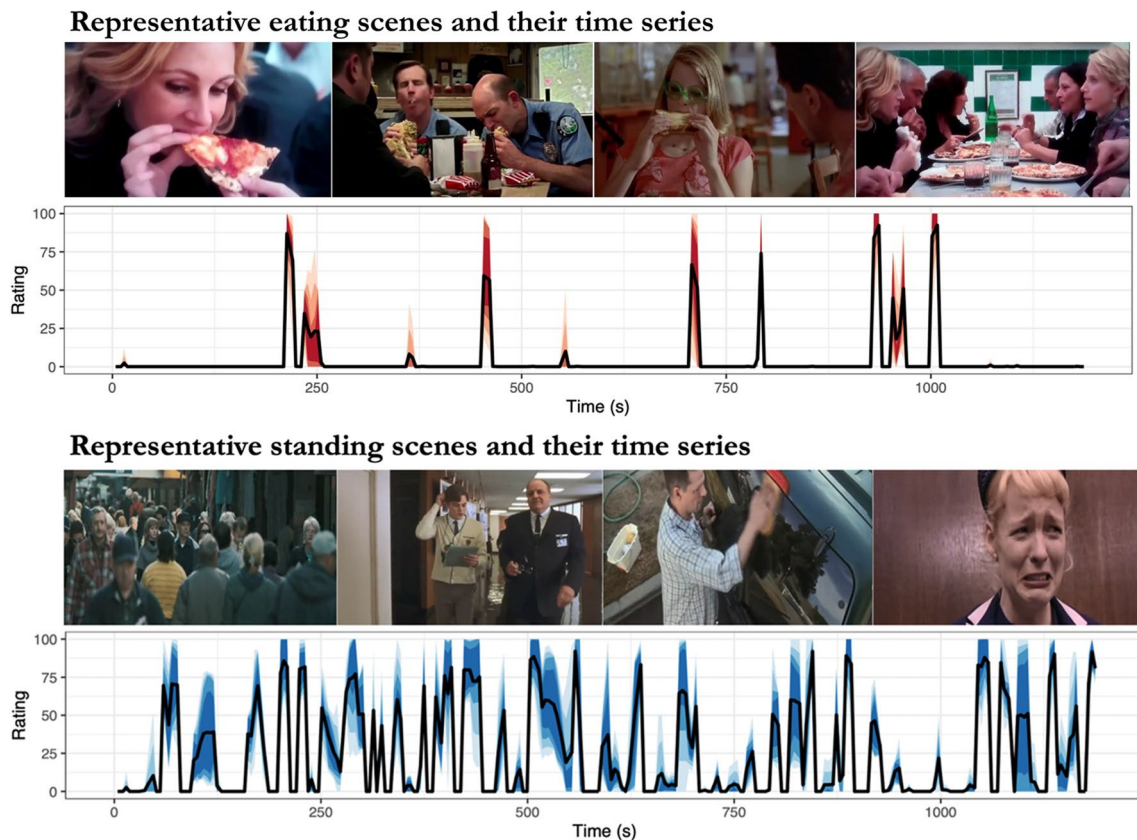 Representative eating scenes and their time series
100
75
50
25
0
Rating
0 250 500 750 1000
Time (s)
Representative standing scenes and their time series
100
75
50
25
0
Rating
0 250 500 750 1000
Time (s)